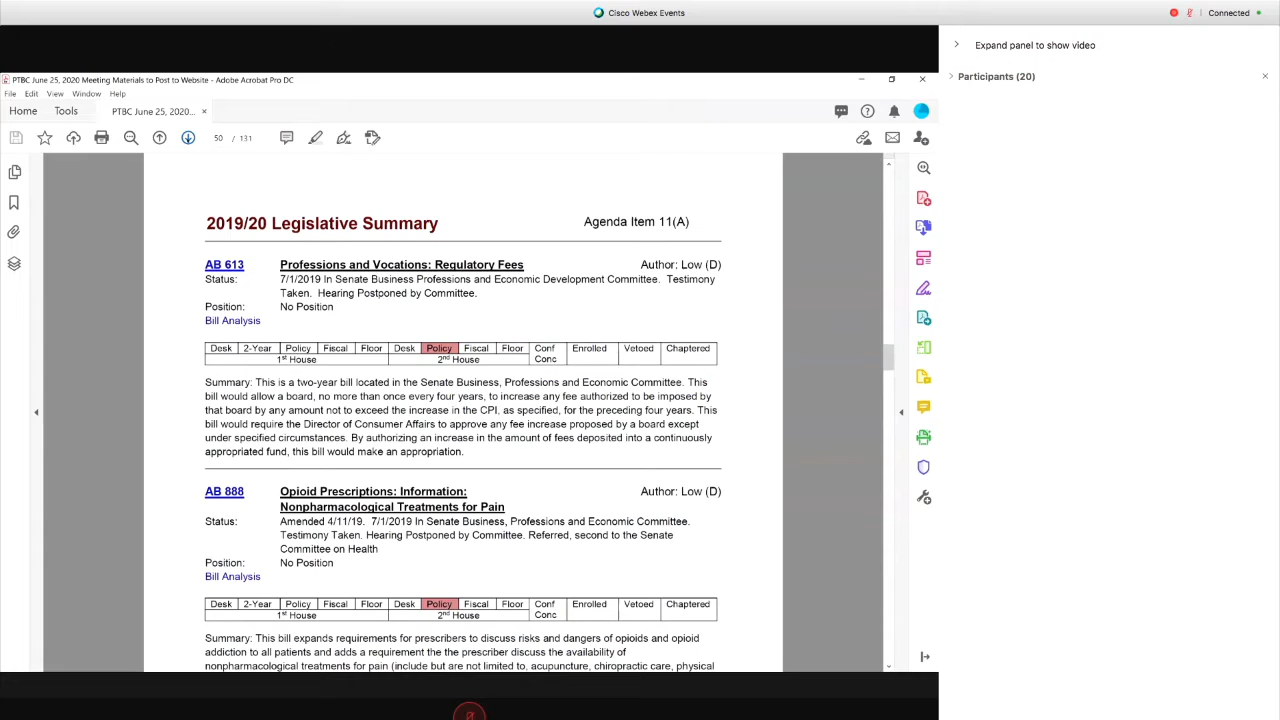 Cisco Webex Events
Connected
Expand panel to show video
Participants (20)
PTBC June 25, 2020 Meeting Materials to Post to Website - Adobe Acrobat Pro DC
File Edit View Window Help
Home Tools PTBC June 25, 2020... ×
50 / 131
2019/20 Legislative Summary Agenda Item 11(A)
AB 613 Professions and Vocations: Regulatory Fees Author: Low (D)
Status: 7/1/2019 In Senate Business Professions and Economic Development Committee. Testimony
Taken. Hearing Postponed by Committee.
Position: No Position
Bill Analysis
Desk 2-Year Policy Fiscal Floor Desk Policy Fiscal Floor Conf Enrolled Vetoed Chaptered
1st House 2nd House Conc
Summary: This is a two-year bill located in the Senate Business, Professions and Economic Committee. This
bill would allow a board, no more than once every four years, to increase any fee authorized to be imposed by
that board by any amount not to exceed the increase in the CPI, as specified, for the preceding four years. This
bill would require the Director of Consumer Affairs to approve any fee increase proposed by a board except
under specified circumstances. By authorizing an increase in the amount of fees deposited into a continuously
appropriated fund, this bill would make an appropriation.
AB 888 Opioid Prescriptions: Information: Author: Low (D)
Nonpharmacological Treatments for Pain
Status: Amended 4/11/19. 7/1/2019 In Senate Business, Professions and Economic Committee.
Testimony Taken. Hearing Postponed by Committee. Referred, second to the Senate
Committee on Health
Position: No Position
Bill Analysis
Desk 2-Year Policy Fiscal Floor Desk Policy Fiscal Floor Conf Enrolled Vetoed Chaptered
1st House 2nd House Conc
Summary: This bill expands requirements for prescribers to discuss risks and dangers of opioids and opioid
addiction to all patients and adds a requirement the the prescriber discuss the availability of
nonpharmacological treatments for pain (include but are not limited to, acupuncture, chiropractic care, physical